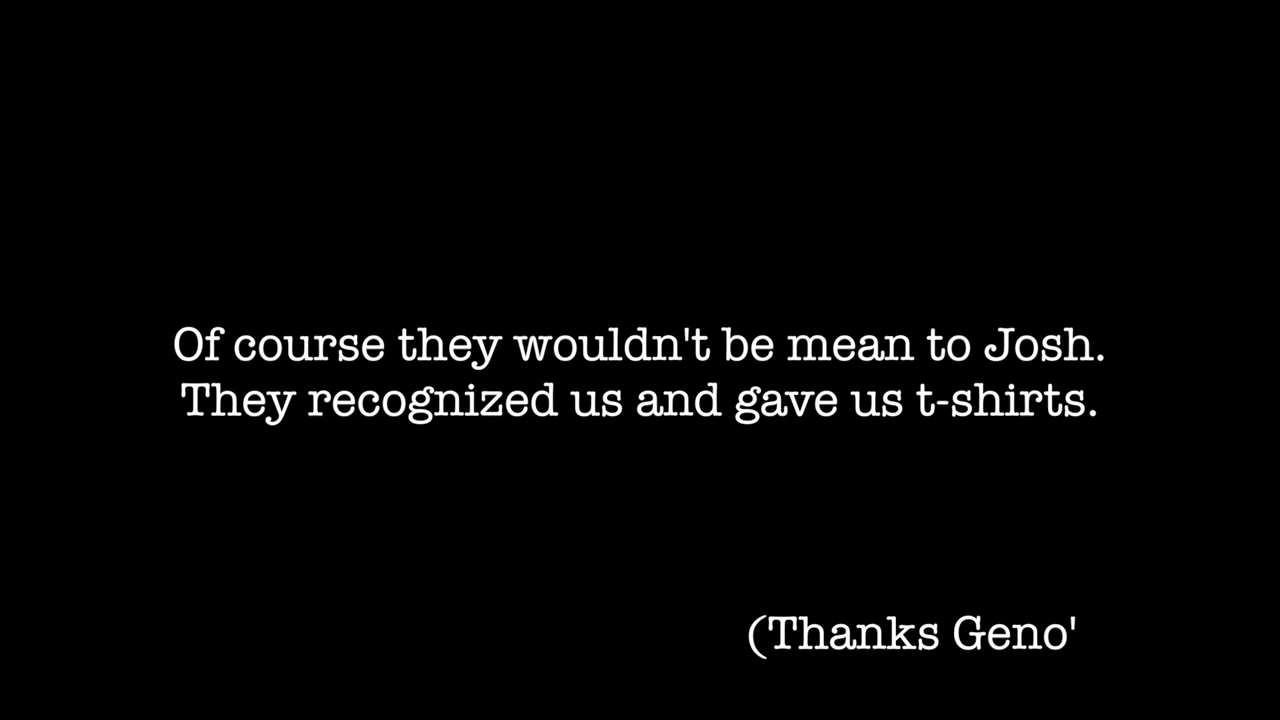 Of course they wouldn't be mean to Josh.
They recognized us and gave us t-shirts.
(Thanks Geno'